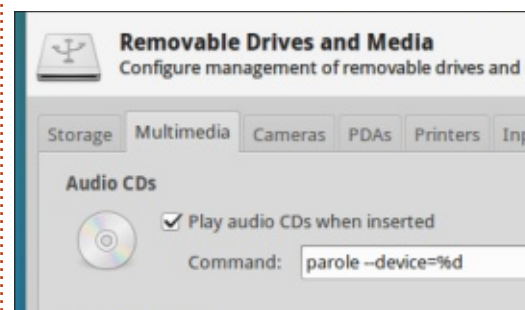 Removable Drives and Media
Configure management of removable drives and
Storage Multimedia Cameras PDAs Printers Inp
Audio CDs
Play audio CDs when inserted
Command: parole --device=%d